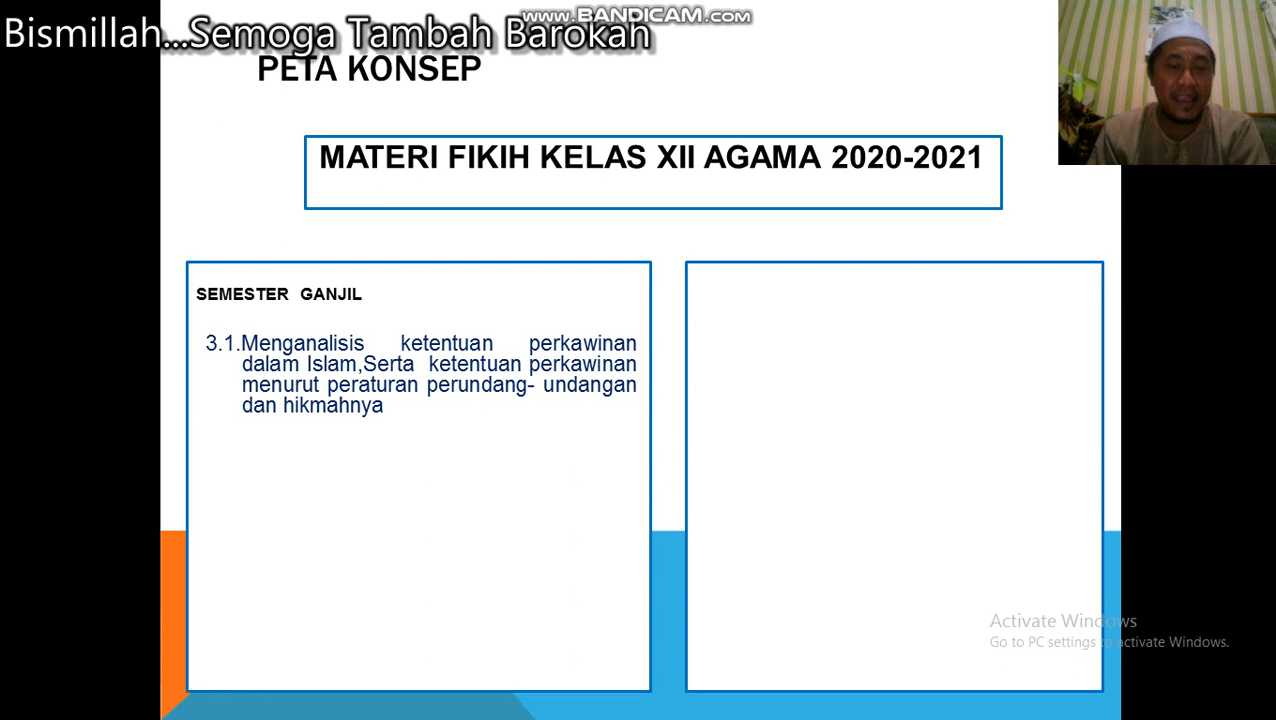 www.BANDICAM.com
Bismillah...Semoga Tambah Barokah
PETA KONSEP
MATERI FIKIH KELAS XII AGAMA 2020-2021
SEMESTER GANJIL
3.1.Menganalisis ketentuan perkawinan
dalam Islam,Serta ketentuan perkawinan
menurut peraturan perundang- undangan
dan hikmahnya
Activate Windows
Go to PC settings to activate Windows.